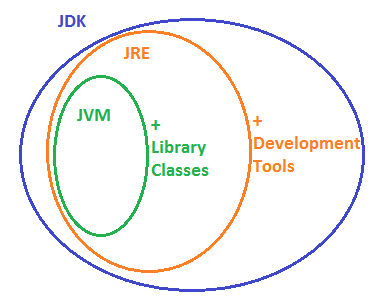 JDK
JRE
JVM
+
Library
Classes
+
Development
Tools